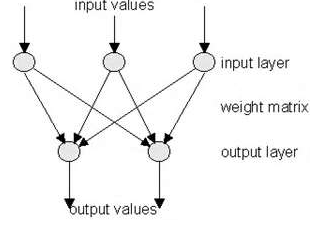 input values
input layer
weight matrix
output layer
output values